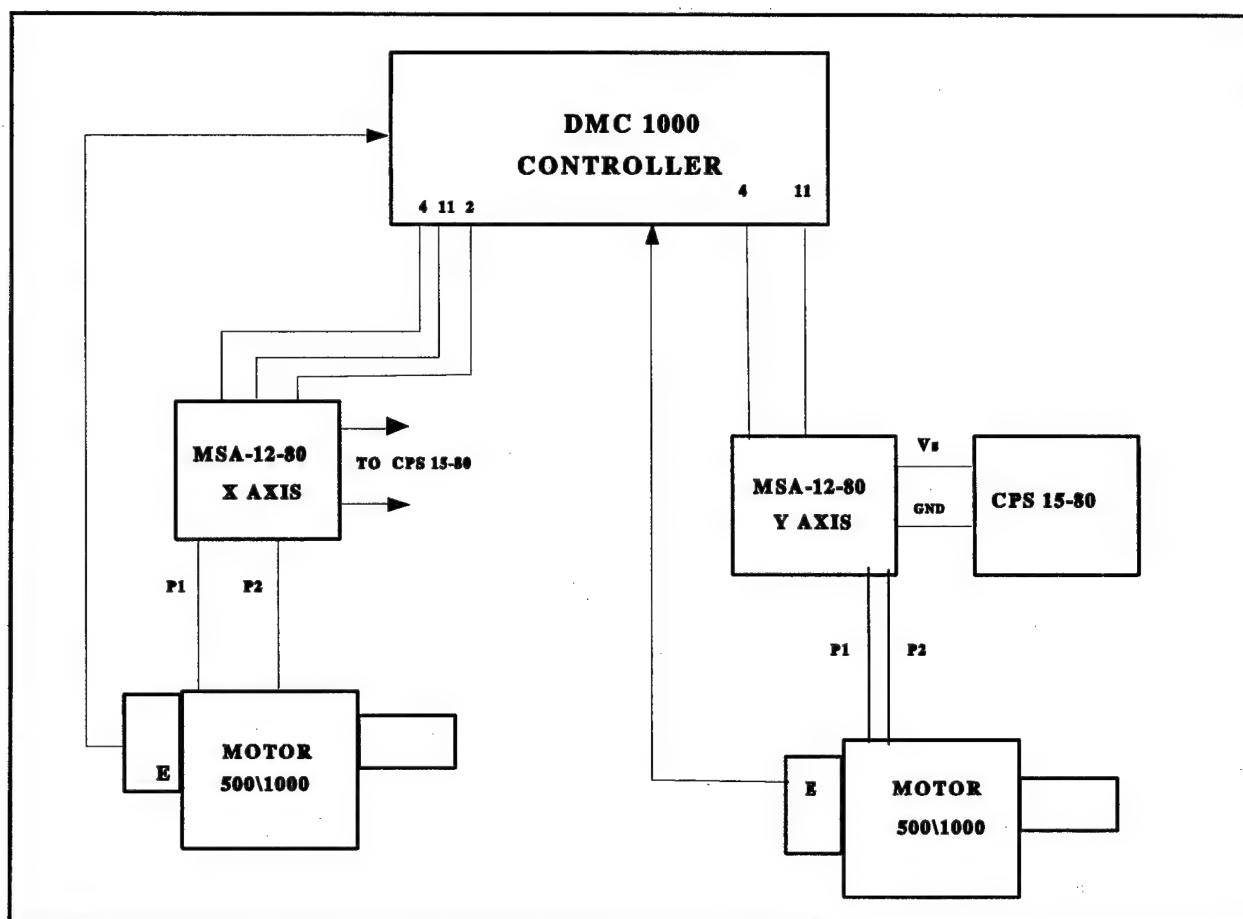 DMC 1000
CONTROLLER
4 11 2
4 11
MSA-12-80
X AXIS
TO CPS 15-80
MSA-12-80
Y AXIS
Vs
GND
CPS 15-80
P1 P2
P1 P2
E
MOTOR
500\1000
E
MOTOR
500\1000